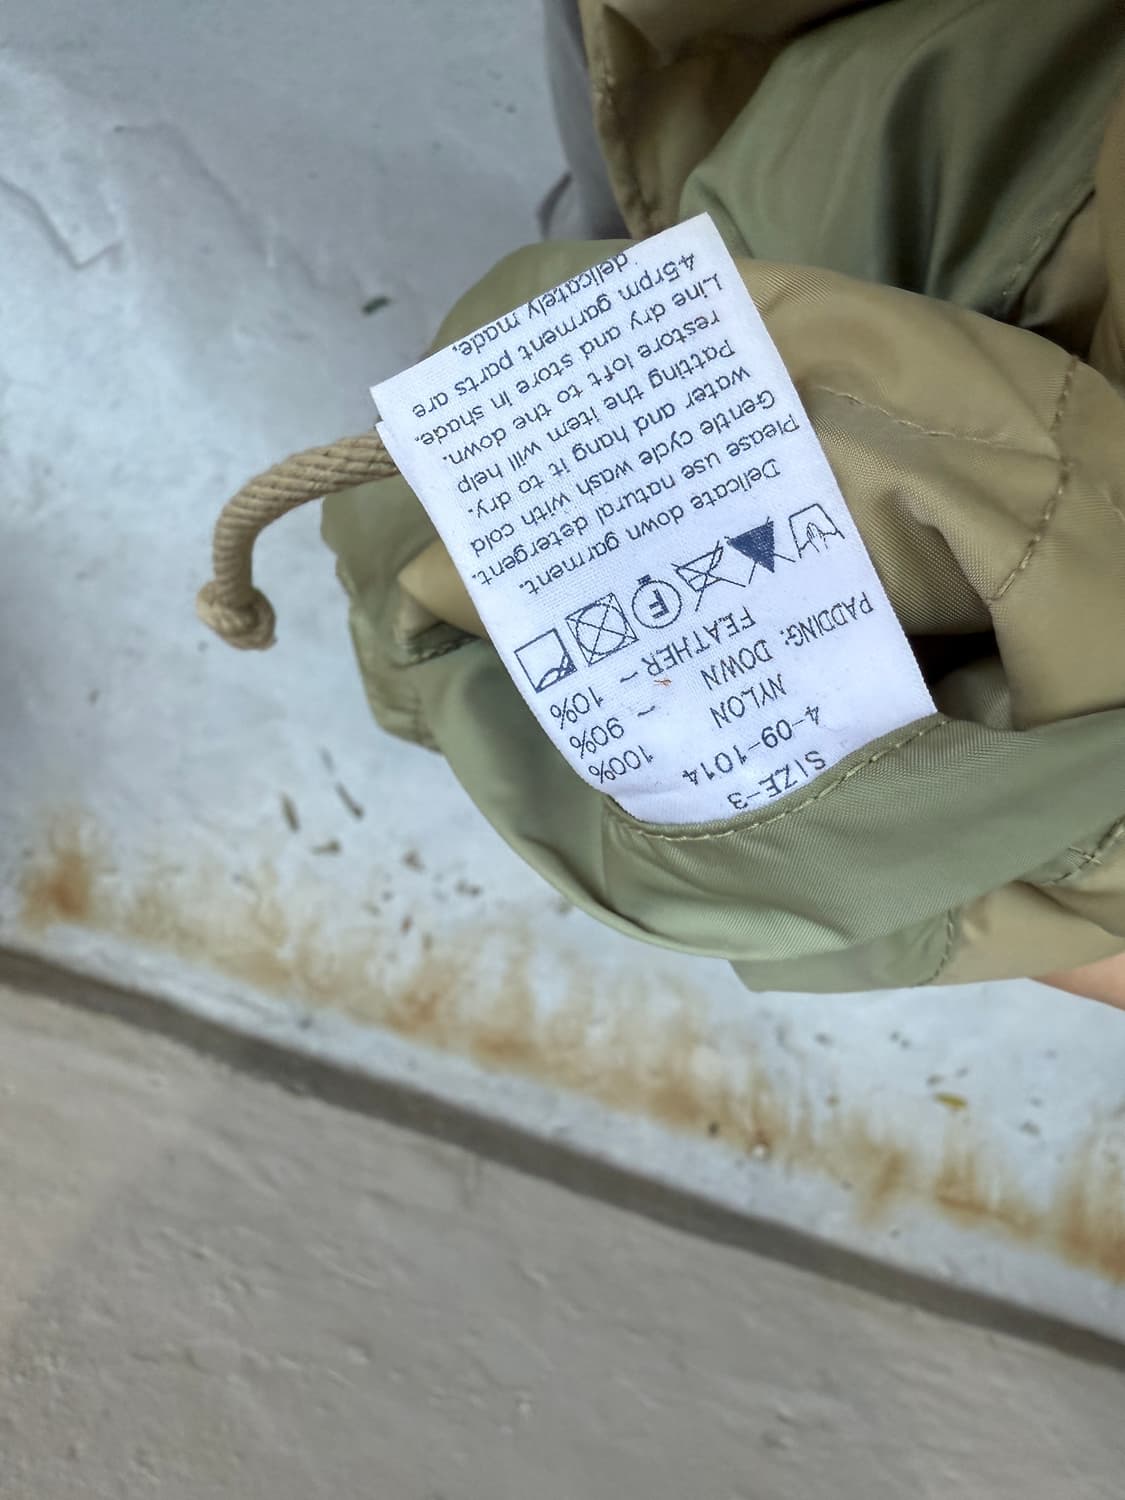 SIZE-3
4-09-1014
NYLON 100%
PADDING: DOWN - 90%
FEATHER - 10%
F
Delicate down garment.
Please use natural detergent.
Gentle cycle wash with cold
water and hang it to dry.
Patting the item will help
restore loft to the down.
Line dry and store in shade.
45rpm garment parts are
delicately made,